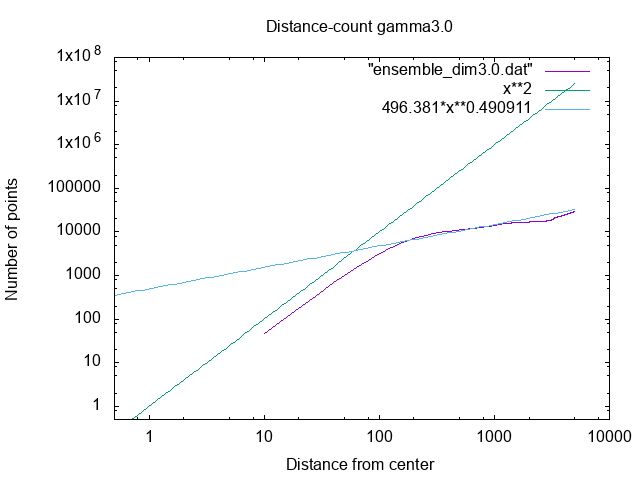 Distance-count gamma3.0
"ensemble_dim3.0.dat"
x**2
496.381*x**0.490911
1x10^8
1x10^7
1x10^6
100000
10000
1000
100
10
1
Number of points
1
10
100
1000
10000
Distance from center